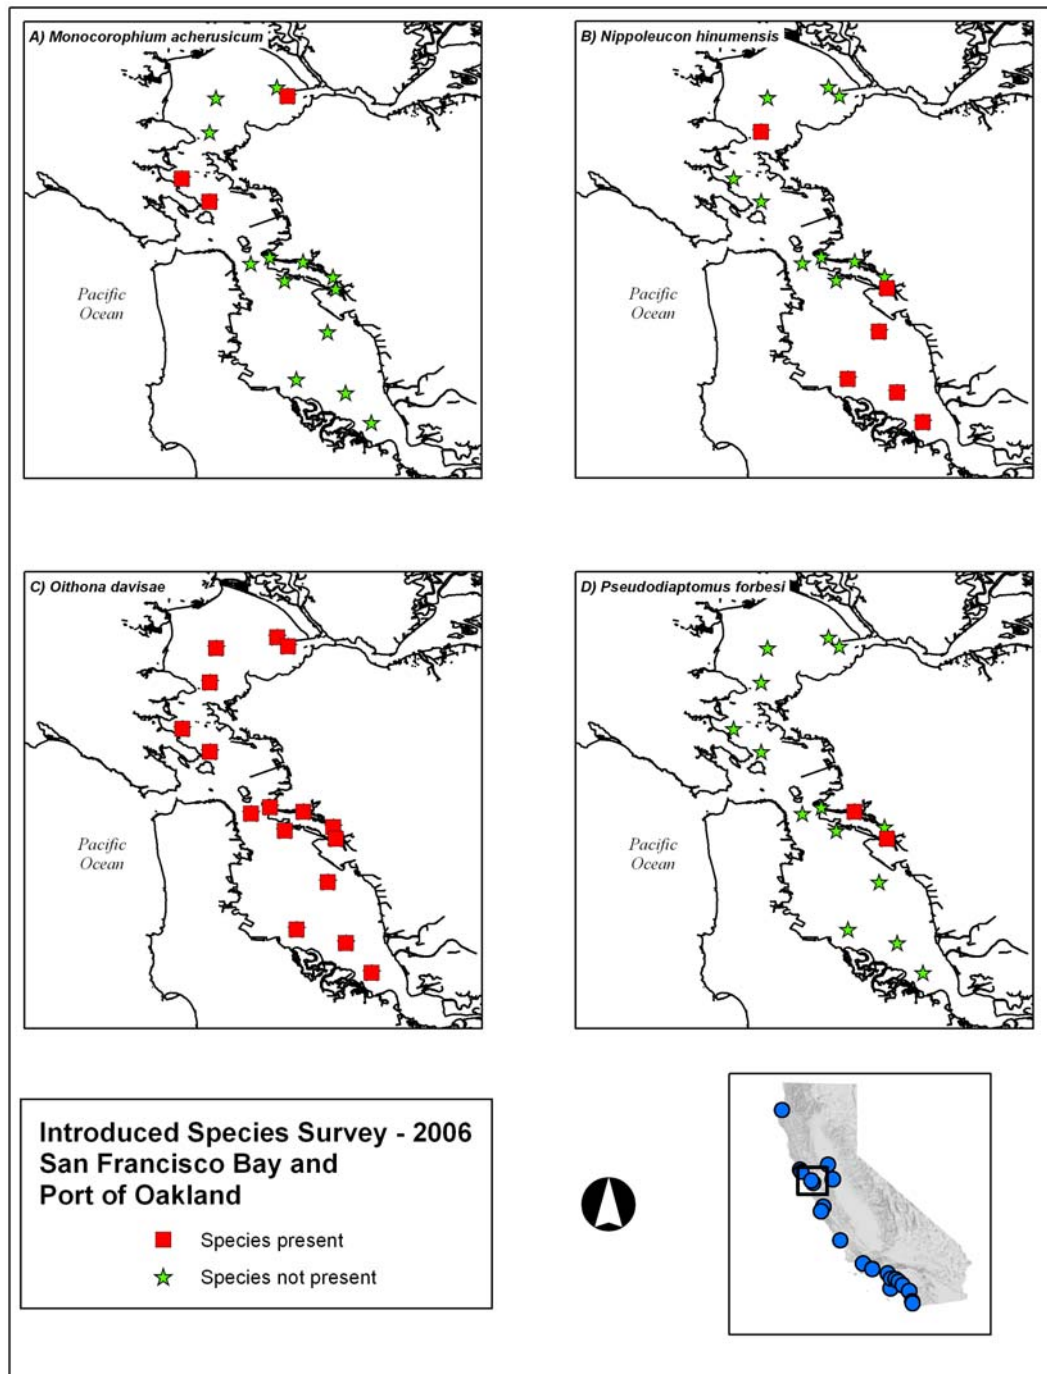 A) Monocorophium acherusicum
B) Nippoleucon hinumensis
Pacific
Ocean
Pacific
Ocean
C) Oithona davisae
D) Pseudodiaptomus forbesi
Pacific
Ocean
Pacific
Ocean
Introduced Species Survey - 2006
San Francisco Bay and
Port of Oakland
Species present
Species not present